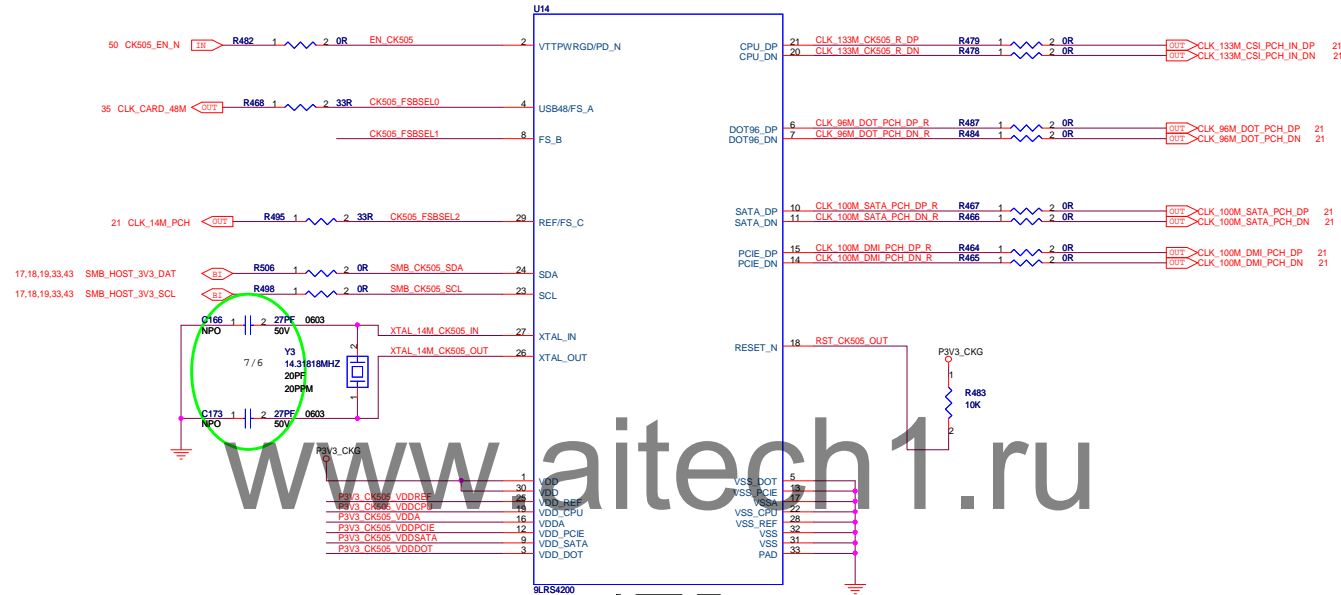 U14
50 CK505_EN_N IN R482 1 2 0R EN_CK505 2 VTTPWRGD/PD_N
CPU_DP 21 CLK_133M_CK505_R_DP R479 1 2 0R OUT CLK_133M_CSI_PCH_IN_DP 21
CPU_DN 20 CLK_133M_CK505_R_DN R478 1 2 0R OUT CLK_133M_CSI_PCH_IN_DN 21
35 CLK_CARD_48M OUT R468 1 2 33R CK505_FSBSEL0 4 USB48/FS_A
CK505_FSBSEL1 8 FS_B
DOT96_DP 6 CLK_96M_DOT_PCH_DP_R R487 1 2 0R OUT CLK_96M_DOT_PCH_DP 21
DOT96_DN 7 CLK_96M_DOT_PCH_DN_R R484 1 2 0R OUT CLK_96M_DOT_PCH_DN 21
21 CLK_14M_PCH OUT R495 1 2 33R CK505_FSBSEL2 29 REF/FS_C
SATA_DP 10 CLK_100M_SATA_PCH_DP_R R467 1 2 0R OUT CLK_100M_SATA_PCH_DP 21
SATA_DN 11 CLK_100M_SATA_PCH_DN_R R466 1 2 0R OUT CLK_100M_SATA_PCH_DN 21
PCIE_DP 15 CLK_100M_DMI_PCH_DP_R R464 1 2 0R OUT CLK_100M_DMI_PCH_DP 21
PCIE_DN 14 CLK_100M_DMI_PCH_DN_R R465 1 2 0R OUT CLK_100M_DMI_PCH_DN 21
17,18,19,33,43 SMB_HOST_3V3_DAT BI R506 1 2 0R SMB_CK505_SDA 24 SDA
17,18,19,33,43 SMB_HOST_3V3_SCL BI R498 1 2 0R SMB_CK505_SCL 23 SCL
C166 1 2 27PF 0603
NPO 50V
XTAL_14M_CK505_IN 27 XTAL_IN
XTAL_14M_CK505_OUT 26 XTAL_OUT
7/6
Y3 2
14.31818MHZ
20PF
20PPM 1
C173 1 2 27PF 0603
NPO 50V
RESET_N 18 RST_CK505_OUT
P3V3_CKG
1
R483
10K
2
www.aitech1.ru
P3V3_CKG
1 VDD
30 VDD
P3V3_CK505_VDDREF 25 VDD_REF
P3V3_CK505_VDDCPU 19 VDD_CPU
P3V3_CK505_VDDA 16 VDDA
P3V3_CK505_VDDPCIE 12 VDD_PCIE
P3V3_CK505_VDDSATA 9 VDD_SATA
P3V3_CK505_VDDDOT 3 VDD_DOT
VSS_DOT 5
VSS_PCIE 13
VSSA 17
VSS_CPU 22
VSS_REF 28
VSS 32
VSS 31
PAD 33
9LRS4200